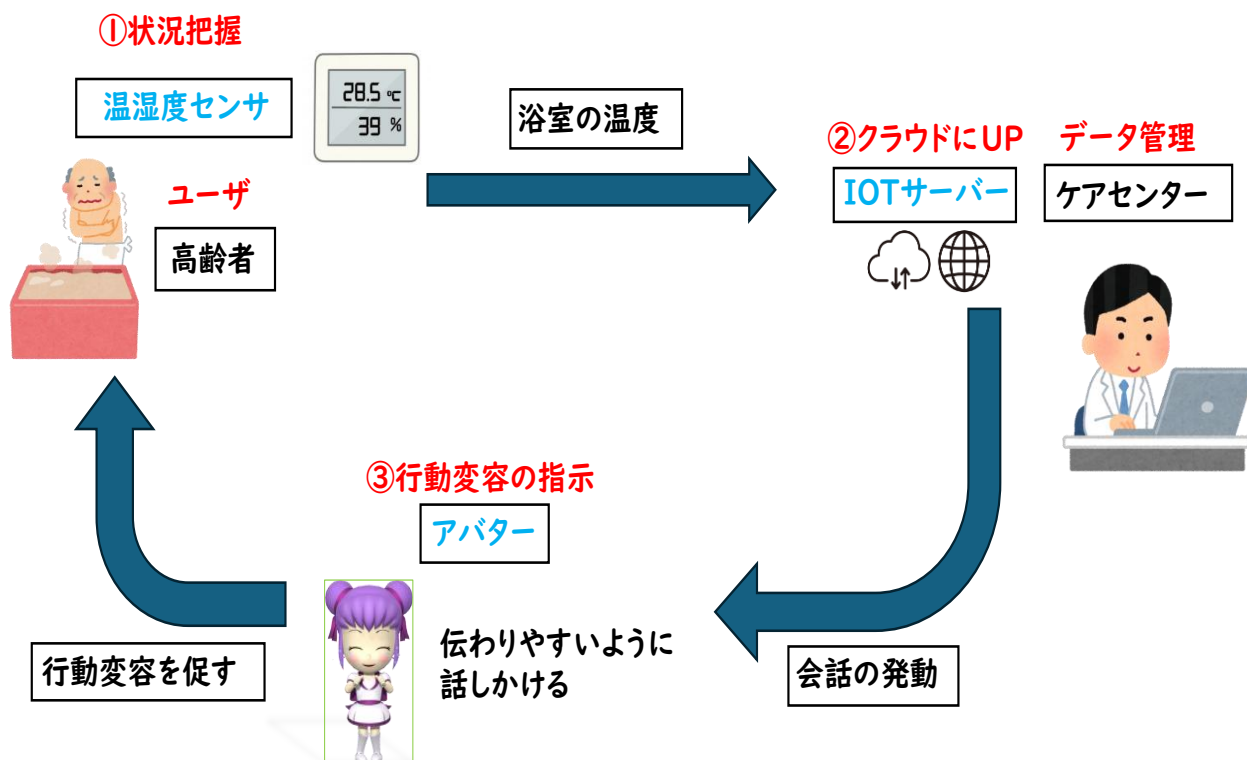 ①状況把握
温湿度センサ
28.5 ℃
39 %
浴室の温度
②クラウドにUP
データ管理
IOTサーバー
ケアセンター
ユーザ
高齢者
③行動変容の指示
アバター
伝わりやすいように
話しかける
行動変容を促す
会話の発動